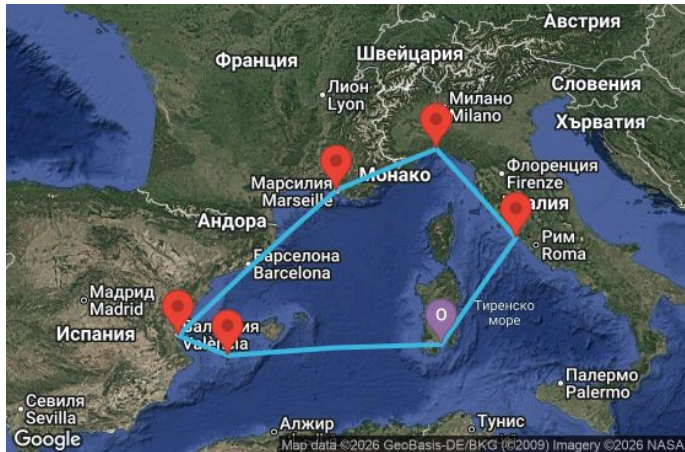 Австрия
Франция
Швейцария
Лион
Lyon
Милано
Milano
Словения
Хърватия
Марсилия
Marseille
Монако
Флоренция
Firenze
Андора
Рим
Roma
Барселона
Barcelona
Мадрид
Madrid
Испания
València
O
Тиренско
море
Севиля
Sevilla
Палермо
Palermo
Алжир
Тунис
Google
Map data ©2026 GeoBasis-DE/BKG (©2009) Imagery ©2026 NASA